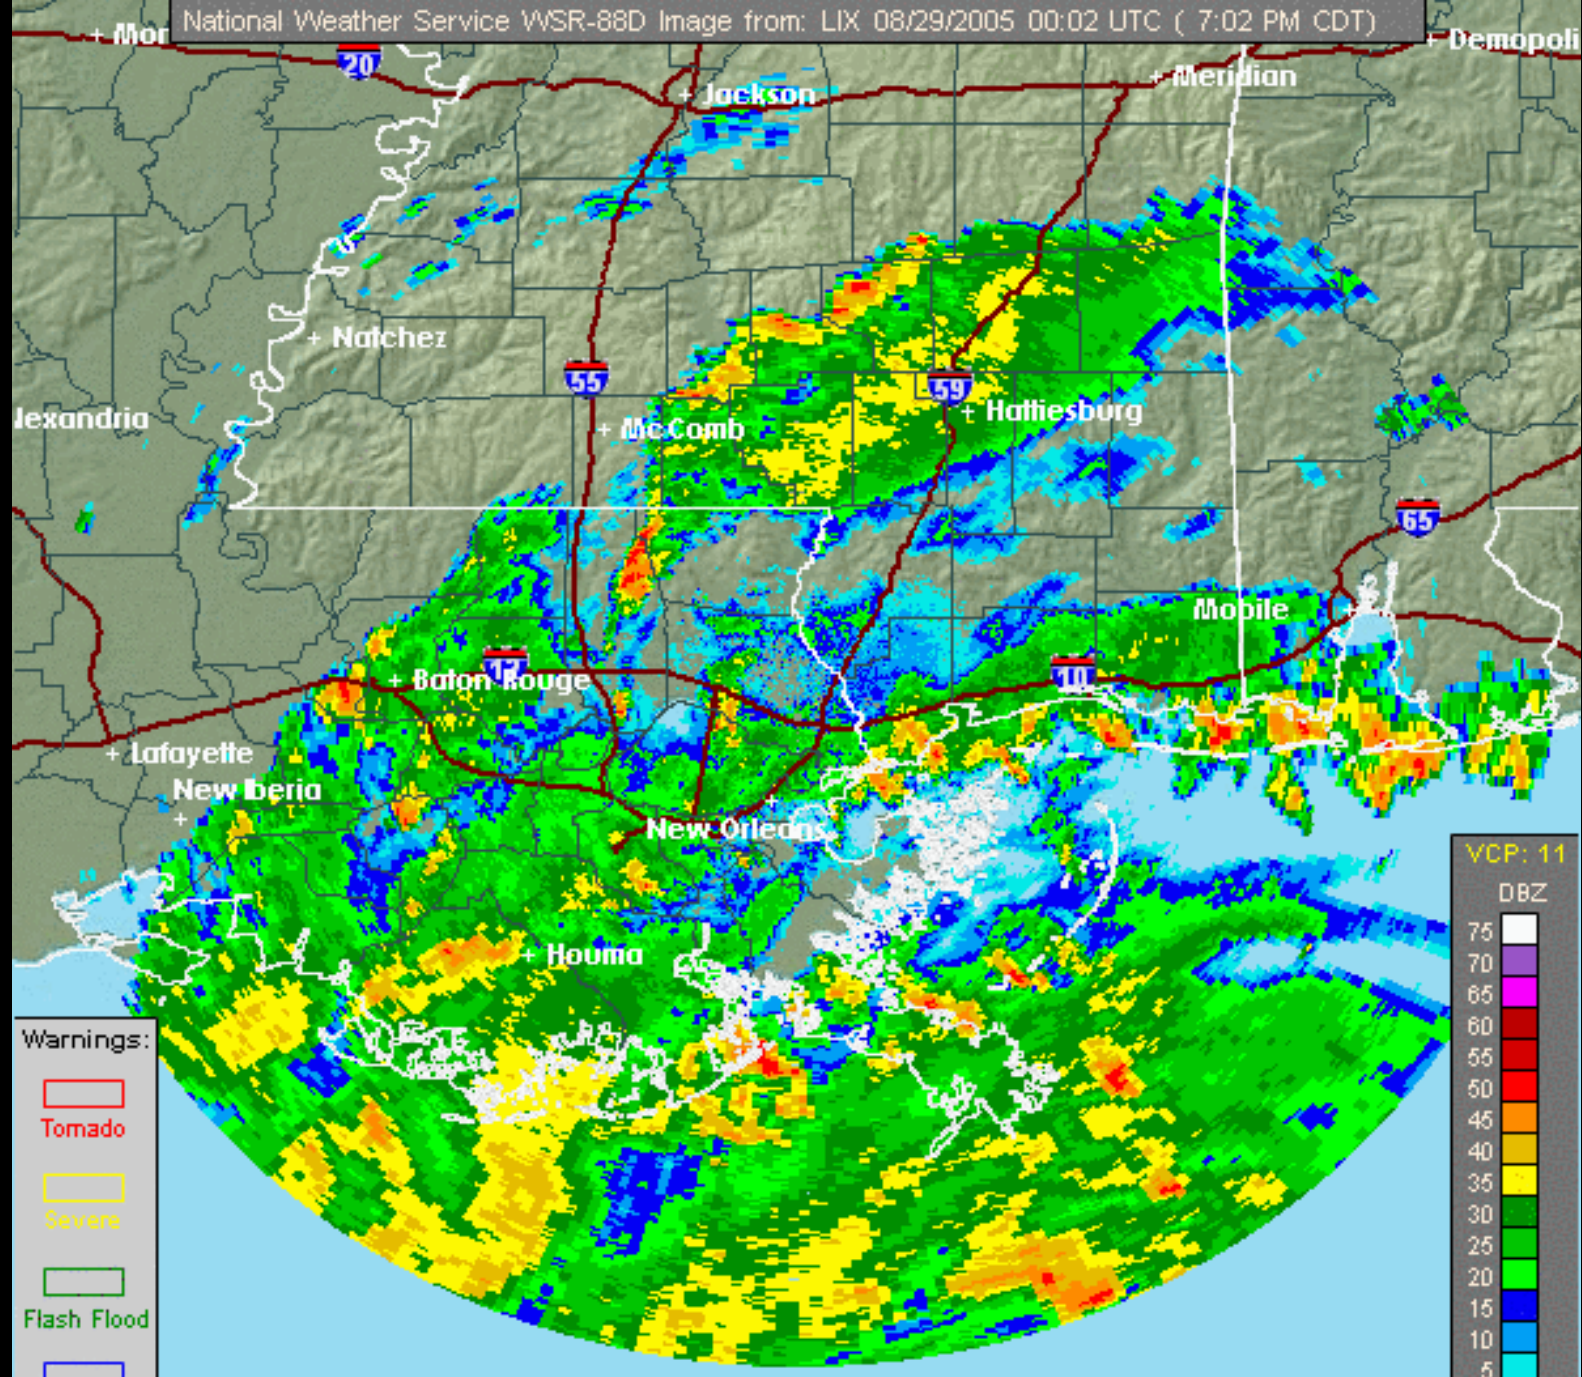 National Weather Service WSR-88D Image from: LIX 08/29/2005 00:02 UTC ( 7:02 PM CDT)
+ Mor
+ Demopoli
20
+ Meridian
+ Jackson
+ Natchez
55
59
+ Hattiesburg
lexandria
+ McComb
65
Mobile +
12
+ Baton Rouge
10
+ Lafayette
New Iberia
+
New Orleans
+ Houma
VCP: 11
DBZ
75
70
65
60
55
50
45
40
35
30
25
20
15
10
5
Warnings:
Tornado
Severe
Flash Flood